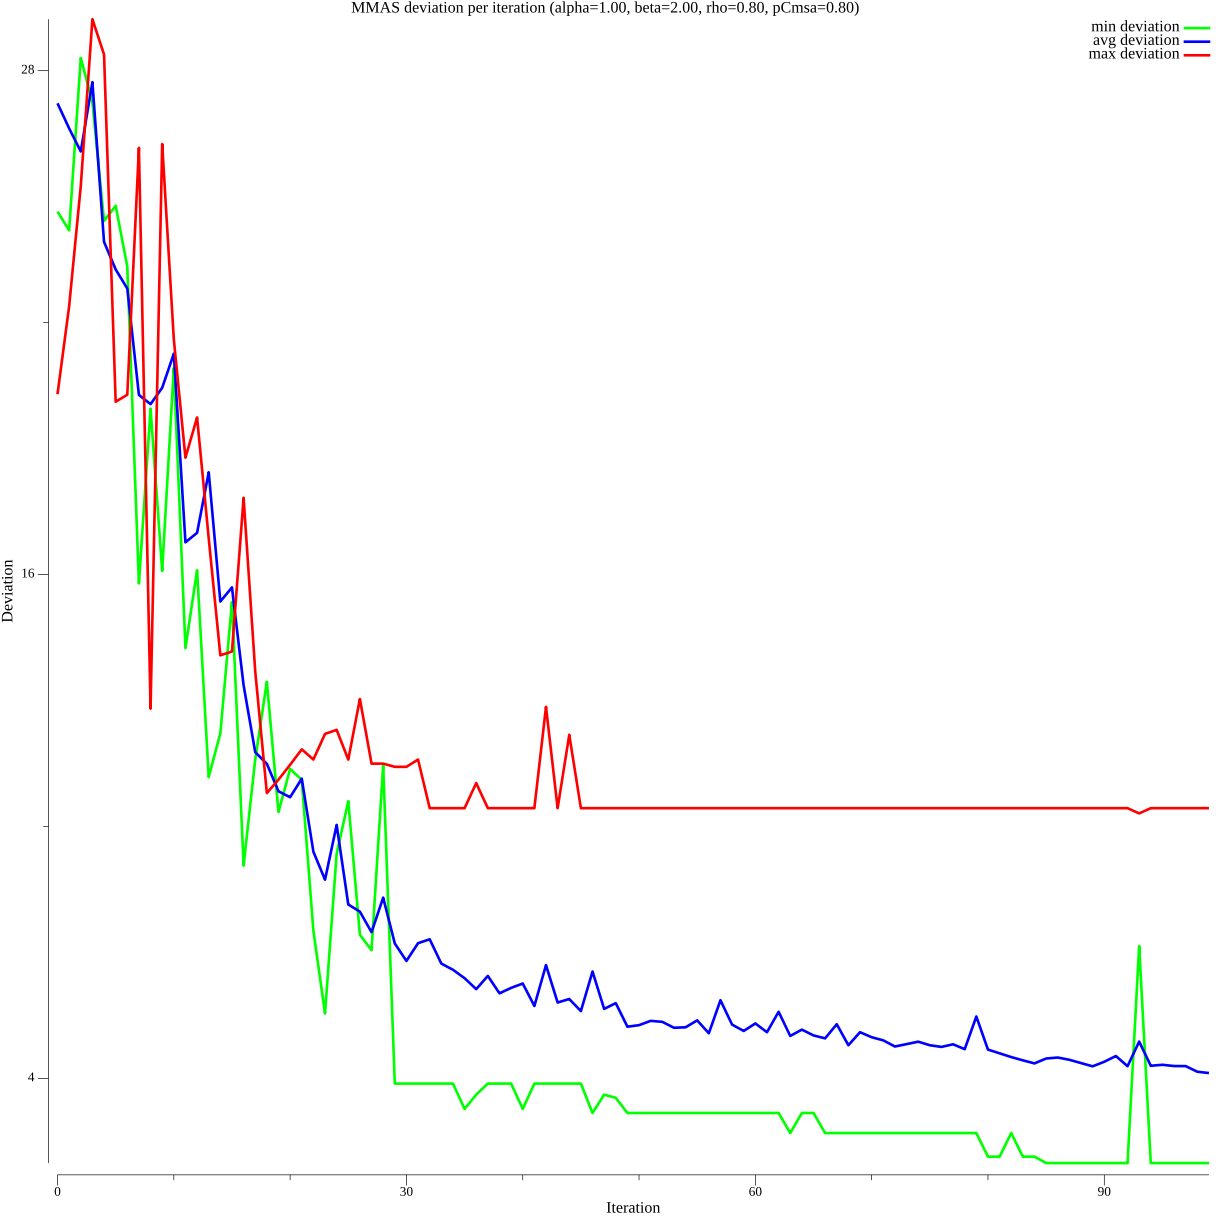 MMAS deviation per iteration (alpha=1.00, beta=2.00, rho=0.80, pCmsa=0.80)
min deviation
avg deviation
max deviation
28
16
4
Deviation
0
30
60
90
Iteration